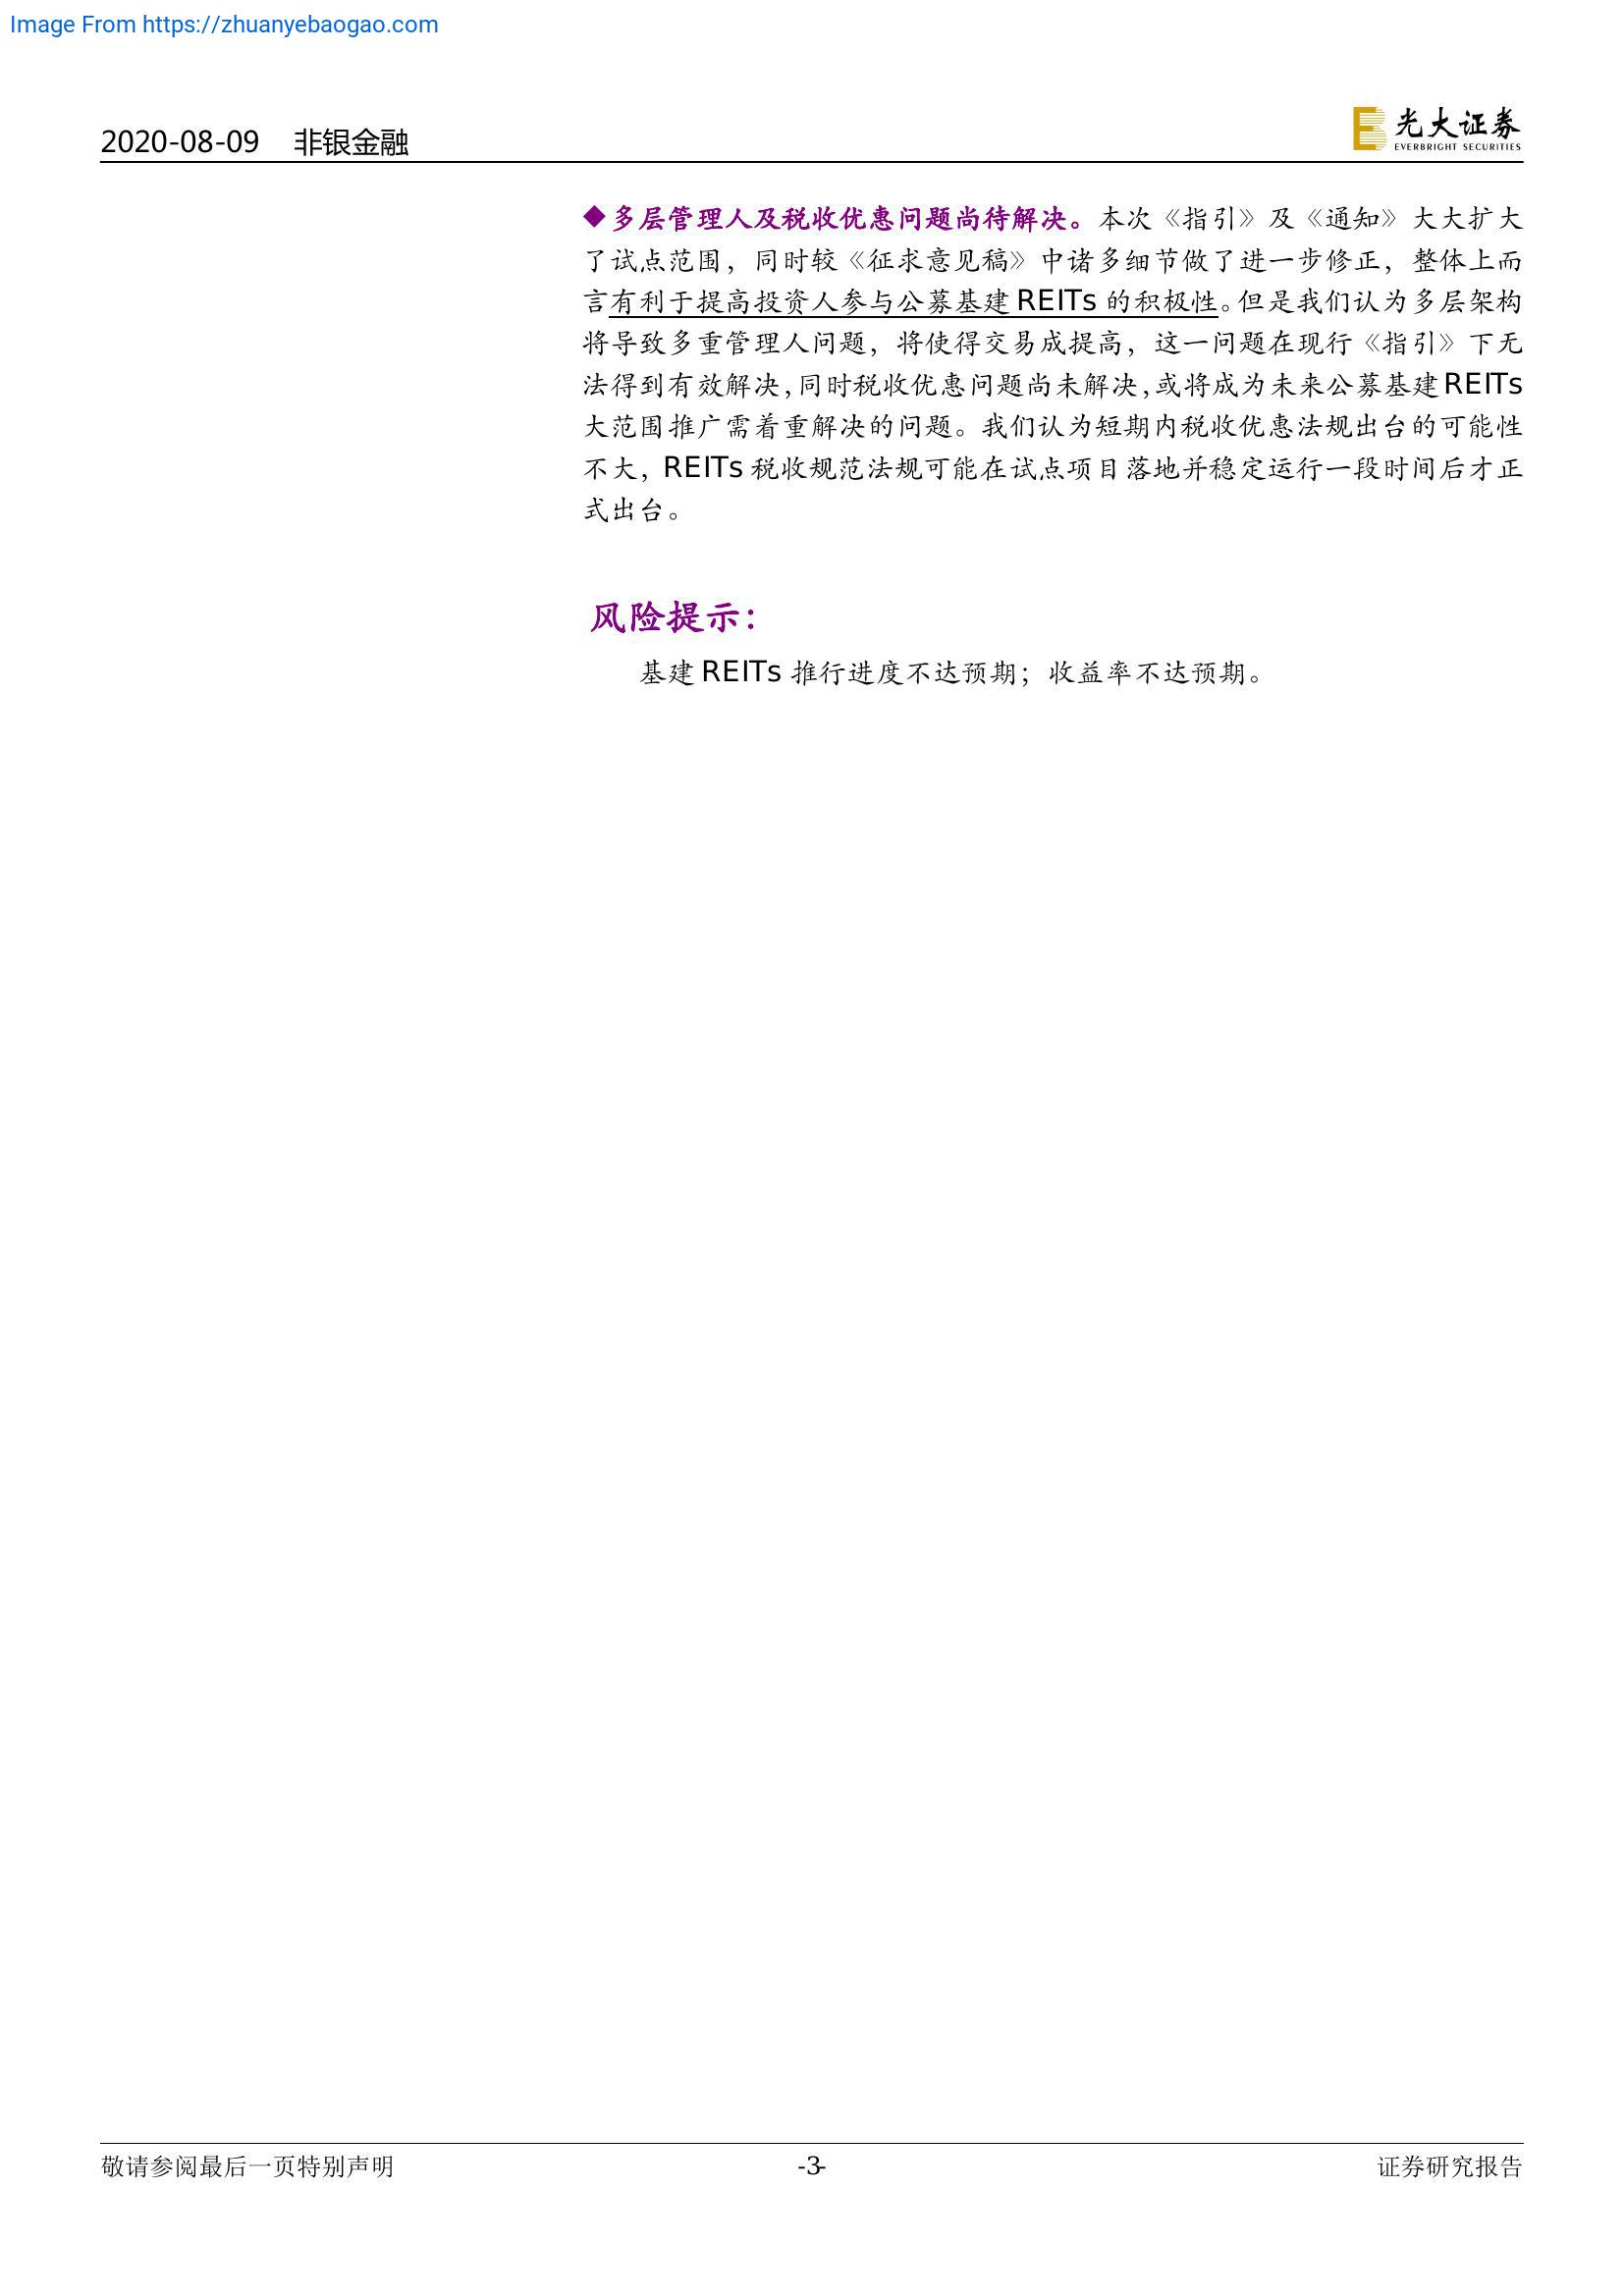 Image From https://zhuanyebaogao.com
2020-08-09 非银金融
光大证券
EVERBRIGHT SECURITIES
◆多层管理人及税收优惠问题尚待解决。本次《指引》及《通知》大大扩大
了试点范围，同时较《征求意见稿》中诸多细节做了进一步修正，整体上而
言有利于提高投资人参与公募基建 REITs 的积极性。但是我们认为多层架构
将导致多重管理人问题，将使得交易成提高，这一问题在现行《指引》下无
法得到有效解决，同时税收优惠问题尚未解决，或将成为未来公募基建 REITs
大范围推广需着重解决的问题。我们认为短期内税收优惠法规出台的可能性
不大，REITs 税收规范法规可能在试点项目落地并稳定运行一段时间后才正
式出台。
风险提示：
基建 REITs 推行进度不达预期；收益率不达预期。
敬请参阅最后一页特别声明 -3- 证券研究报告